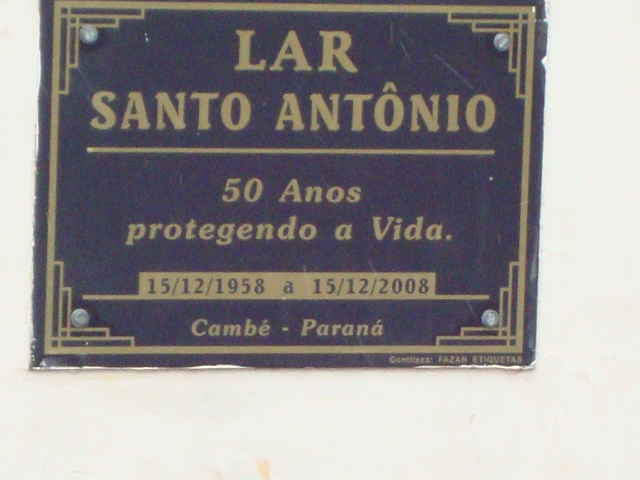 LAR
SANTO ANTÔNIO
50 Anos
protegendo a Vida.
15/12/1958 a 15/12/2008
Cambé - Paraná
Gentileza: FAZAN ETIQUETAS